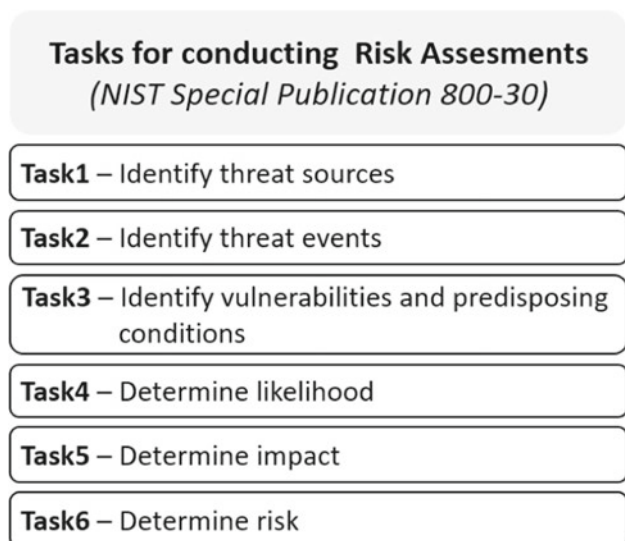 Tasks for conducting Risk Assesments
(NIST Special Publication 800-30)
Task1 – Identify threat sources
Task2 – Identify threat events
Task3 – Identify vulnerabilities and predisposing
conditions
Task4 – Determine likelihood
Task5 – Determine impact
Task6 – Determine risk